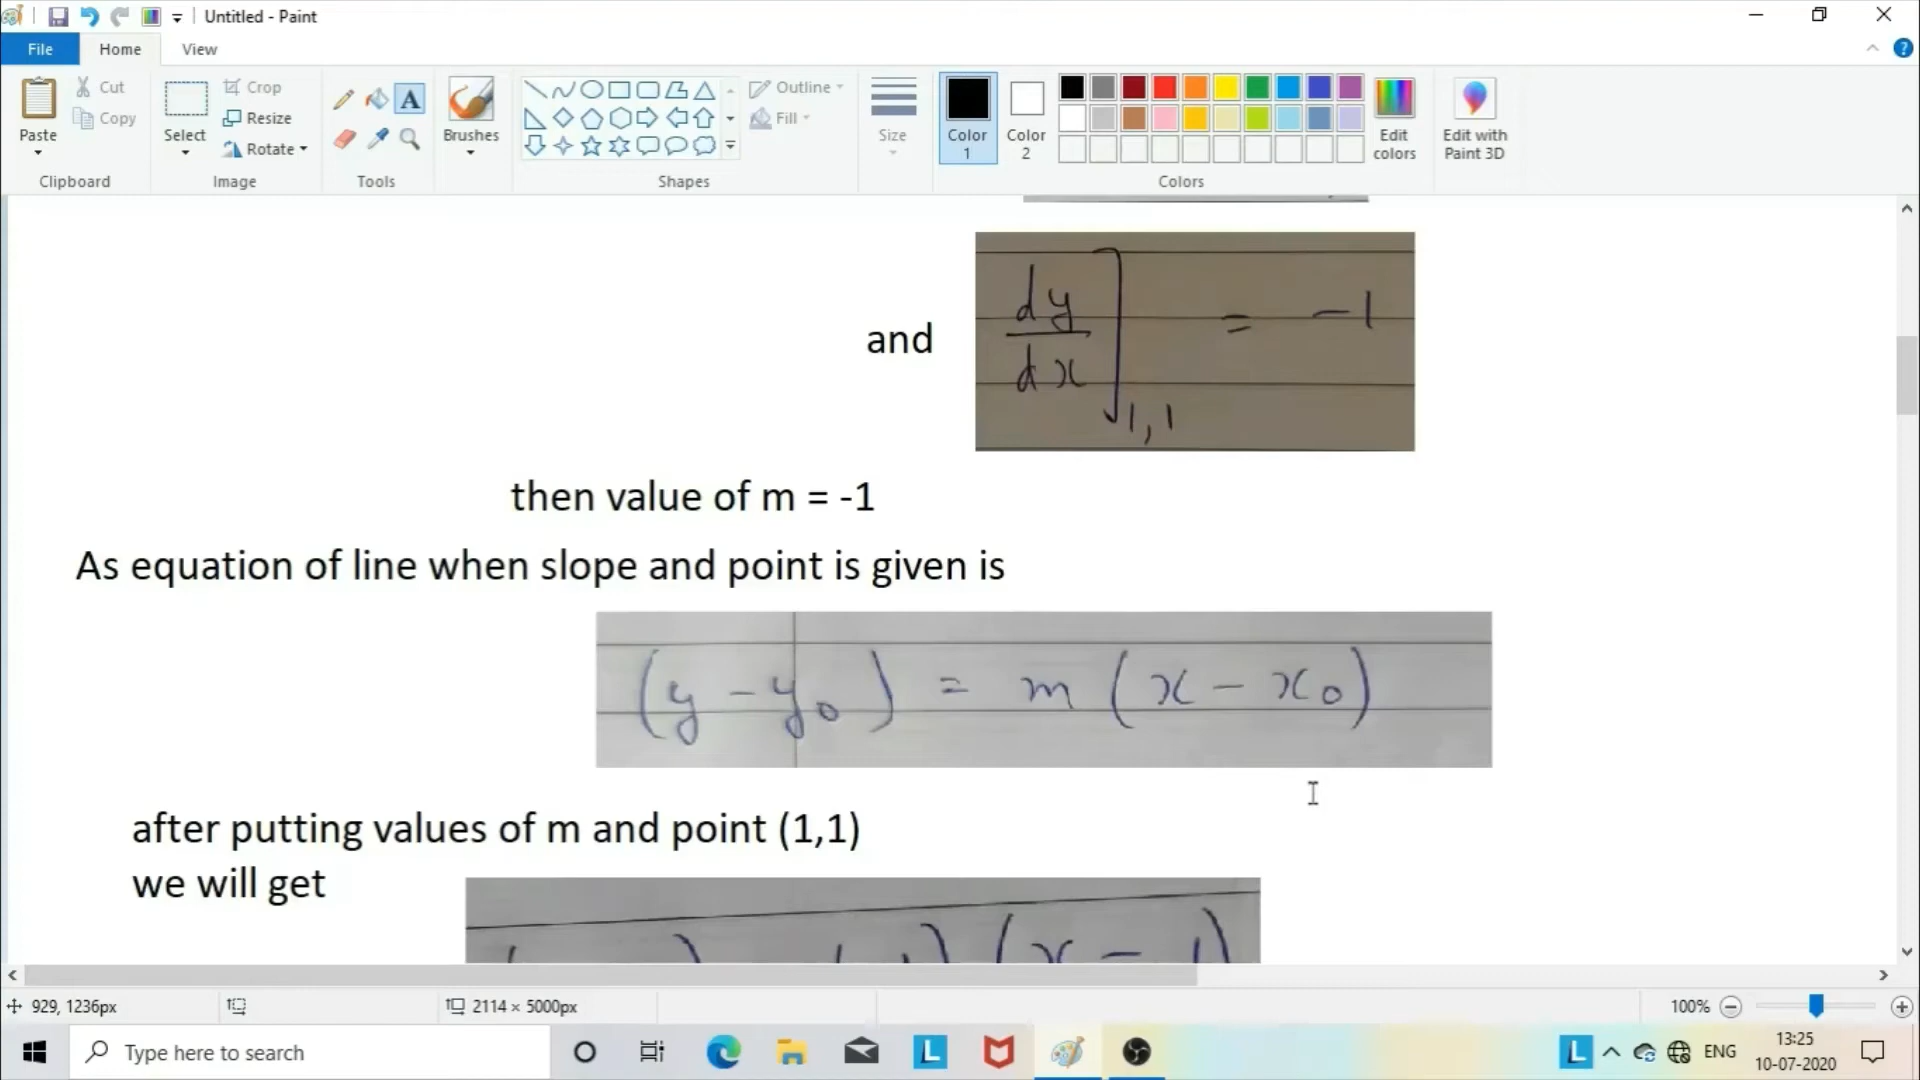 Untitled - Paint
File Home View
Paste
Cut
Copy
Clipboard
Select
Crop
Resize
Rotate
Image
Tools
Brushes
Shapes
Outline
Fill
Size
Color 1
Color 2
Edit colors
Edit with Paint 3D
Colors
and
dy/dx]1,1 = -1
then value of m = -1
As equation of line when slope and point is given is
(y - y₀) = m (x - x₀)
after putting values of m and point (1,1)
we will get
(x - 1)
929, 1236px
2114 × 5000px
100%
Type here to search
ENG
13:25
10-07-2020